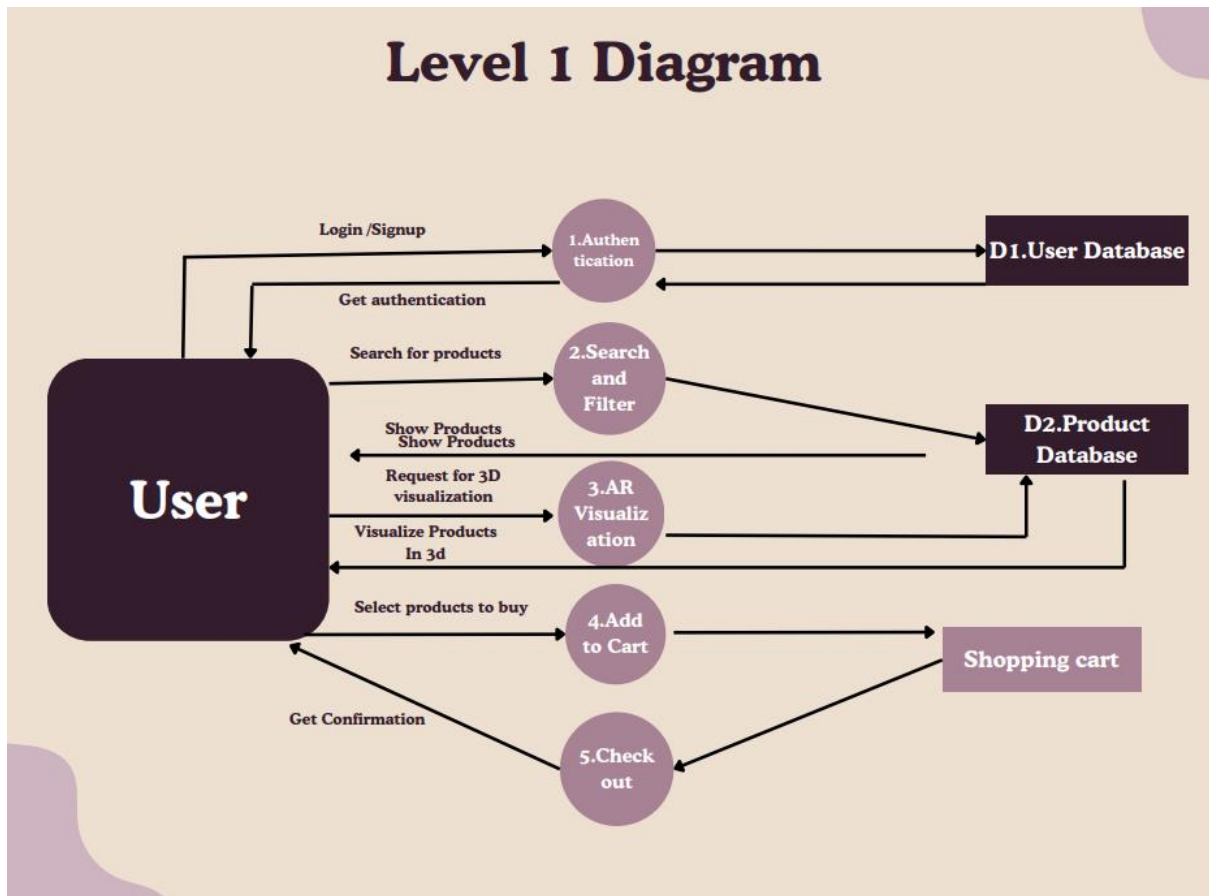 Level 1 Diagram
Login /Signup
1.Authen
tication
D1.User Database
Get authentication
Search for products
2.Search
and
Filter
Show Products
Show Products
D2.Product
Database
Request for 3D
visualization
3.AR
Visualiz
ation
User
Visualize Products
In 3d
Select products to buy
4.Add
to Cart
Shopping cart
Get Confirmation
5.Check
out